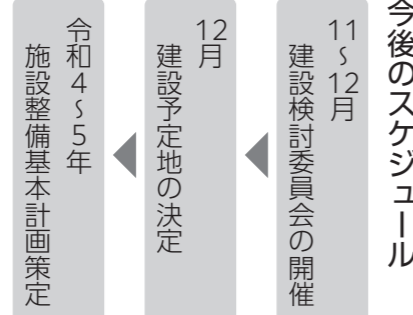 今後のスケジュール
11～12月
建設検討委員会の開催
12月
建設予定地の決定
令和4～5年
施設整備基本計画策定